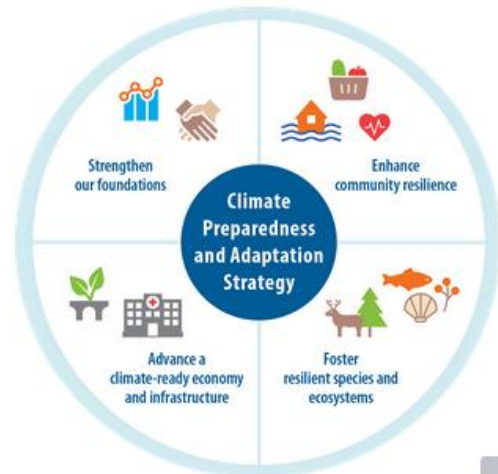 Strengthen
our foundations
Enhance
community resilience
Climate
Preparedness
and Adaptation
Strategy
Advance a
climate-ready economy
and infrastructure
Foster
resilient species and
ecosystems